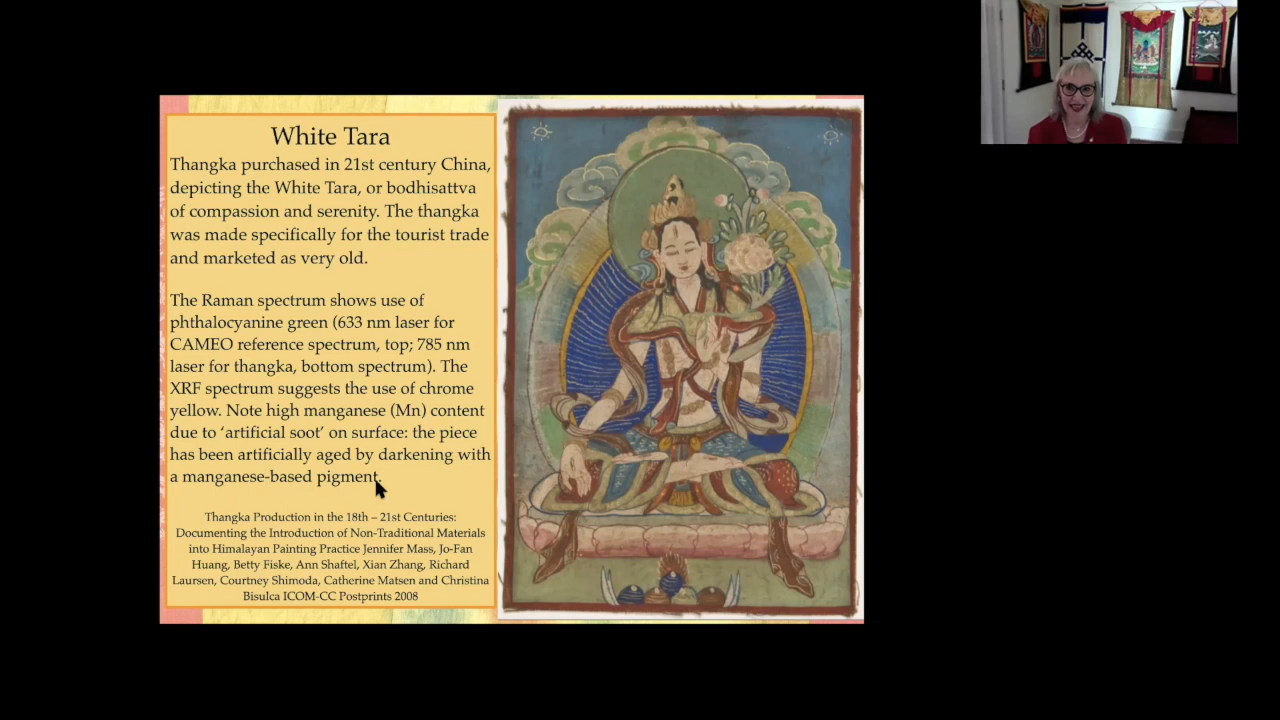 White Tara
Thangka purchased in 21st century China,
depicting the White Tara, or bodhisattva
of compassion and serenity. The thangka
was made specifically for the tourist trade
and marketed as very old.
The Raman spectrum shows use of
phthalocyanine green (633 nm laser for
CAMEO reference spectrum, top; 785 nm
laser for thangka, bottom spectrum). The
XRF spectrum suggests the use of chrome
yellow. Note high manganese (Mn) content
due to ‘artificial soot’ on surface: the piece
has been artificially aged by darkening with
a manganese-based pigment.
Thangka Production in the 18th – 21st Centuries:
Documenting the Introduction of Non-Traditional Materials
into Himalayan Painting Practice Jennifer Mass, Jo-Fan
Huang, Betty Fiske, Ann Shaftel, Xian Zhang, Richard
Laursen, Courtney Shimoda, Catherine Matsen and Christina
Bisulca ICOM-CC Postprints 2008